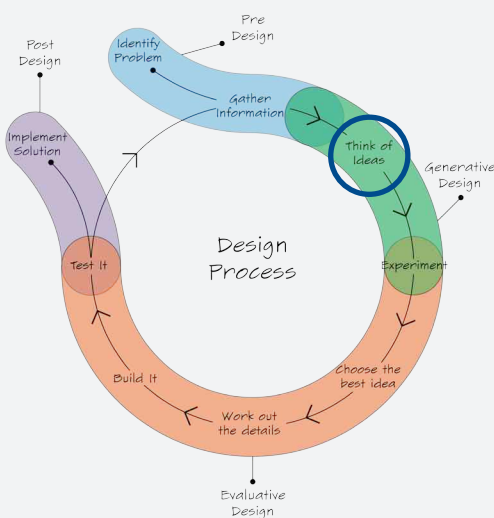 Pre
Design
Post
Design
Identify
Problem
Gather
Information
Implement
Solution
Think of
Ideas
Generative
Design
Design
Process
Test It
Experiment
Build It
Choose the
best idea
Work out
the details
Evaluative
Design